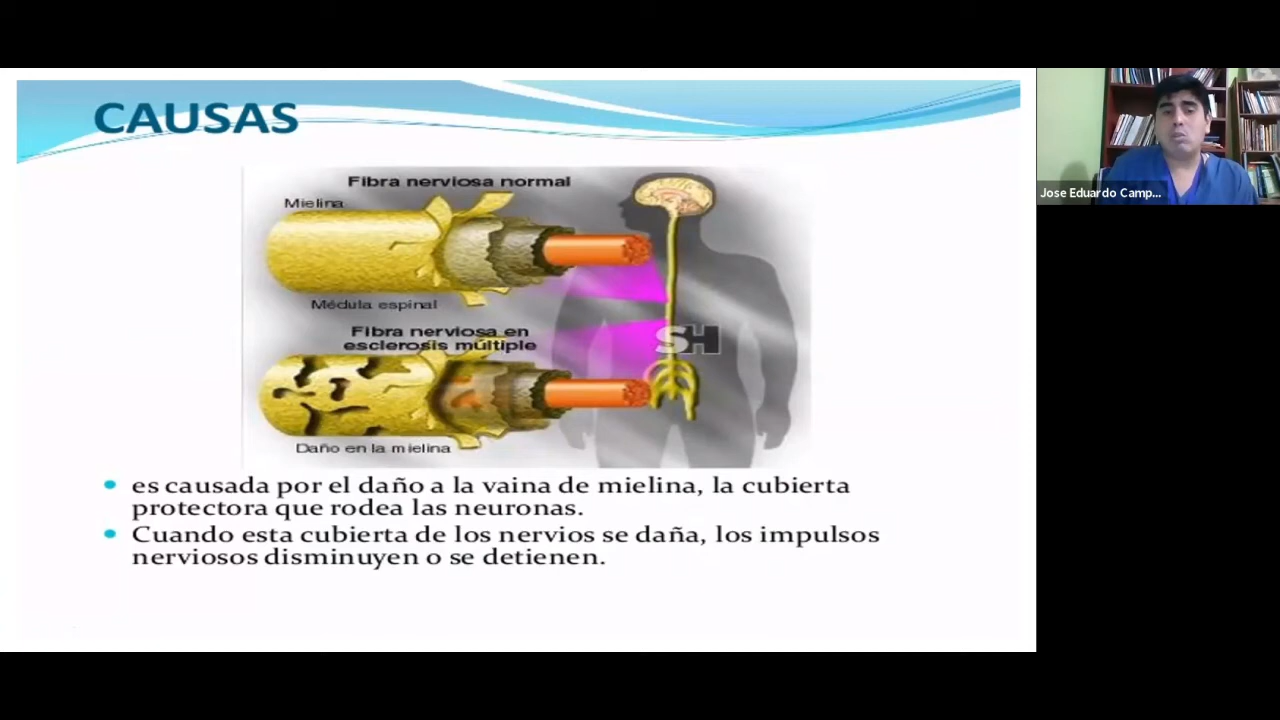 CAUSAS
Fibra nerviosa normal
Mielina
Médula espinal
Fibra nerviosa en
esclerosis múltiple
SH
Daño en la mielina
es causada por el daño a la vaina de mielina, la cubierta
protectora que rodea las neuronas.
Cuando esta cubierta de los nervios se daña, los impulsos
nerviosos disminuyen o se detienen.
Jose Eduardo Camp...